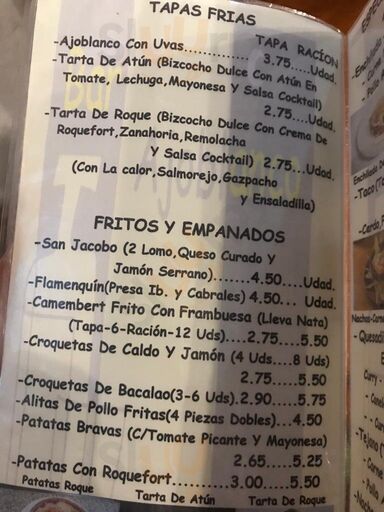 TAPAS FRIAS
TAPA RACÍON
-Ajoblanco Con Uvas..............3.75....Udad.
-Tarta De Atún (Bizcocho Dulce Con Atún En
Tomate, Lechuga,Mayonesa Y Salsa Cocktail)
2.75....Udad.
-Tarta De Roque (Bizcocho Dulce Con Crema De
Roquefort,Zanahoria,Remolacha
Y Salsa Cocktail) 2.75...Udad.
(Con La calor,Salmorejo,Gazpacho
y Ensaladilla)
FRITOS Y EMPANADOS
-San Jacobo (2 Lomo,Queso Curado Y
Jamón Serrano).......4.50....Udad.
-Flamenquín(Presa Ib. y Cabrales) 4.50... Udad.
-Camembert Frito Con Frambuesa (Lleva Nata)
(Tapa-6-Ración-12 Uds)....2.75.....5.50
-Croquetas De Caldo Y Jamón (4 Uds....8 Uds)
2.75.....5.50
-Croquetas De Bacalao(3-6 Uds).2.90.....5.75
-Alitas De Pollo Fritas(4 Piezas Dobles)...4.50
-Patatas Bravas (C/Tomate Picante Y Mayonesa)
2.65.....5.25
-Patatas Con Roquefort..........3.00.....5.50
Patatas Roque
Tarta De Atún
Tarta De Roque